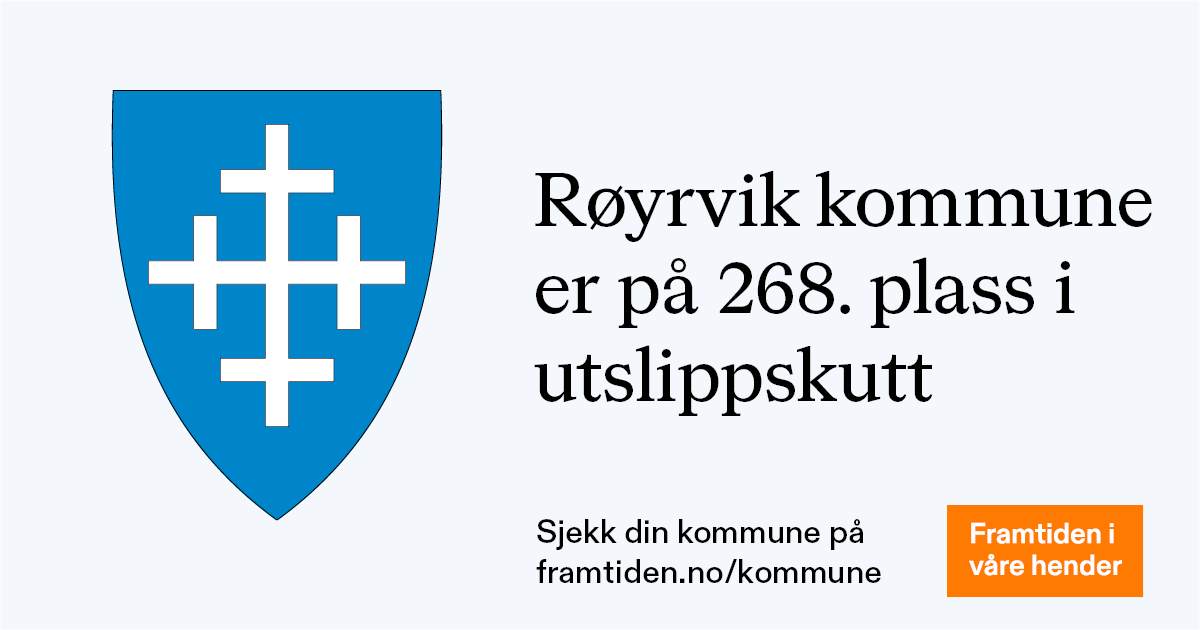 Røyrvik kommune
er på 268. plass i
utslippskutt
Sjekk din kommune på
framtiden.no/kommune
Framtiden i
våre hender